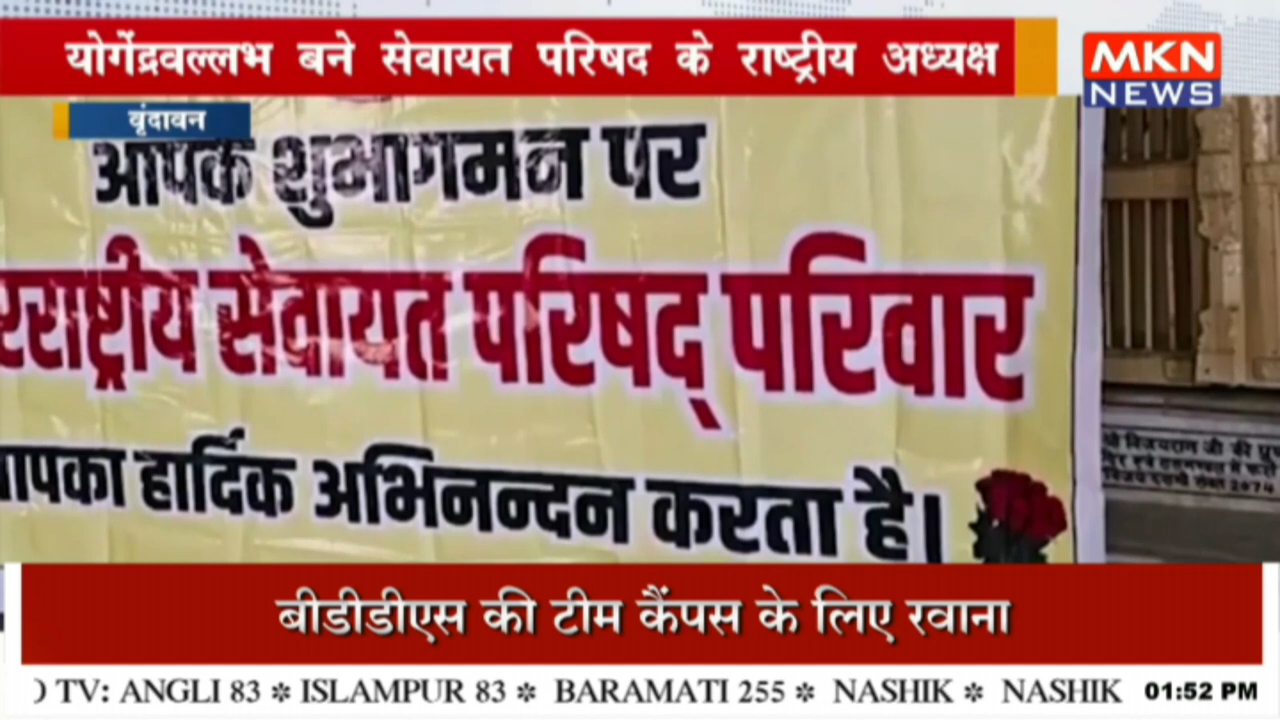 योगेंद्रवल्लभ बने सेवायत परिषद के राष्ट्रीय अध्यक्ष
MKN
NEWS
वृंदावन
आपके शुभागमन पर
सेवायत परिषद् परिवार
आपका हार्दिक अभिनन्दन करता है।
बीडीडीएस की टीम कैंपस के लिए रवाना
) TV: ANGLI 83 ✻ ISLAMPUR 83 ✻ BARAMATI 255 ✻ NASHIK ✻ NASHIK 01:52 PM